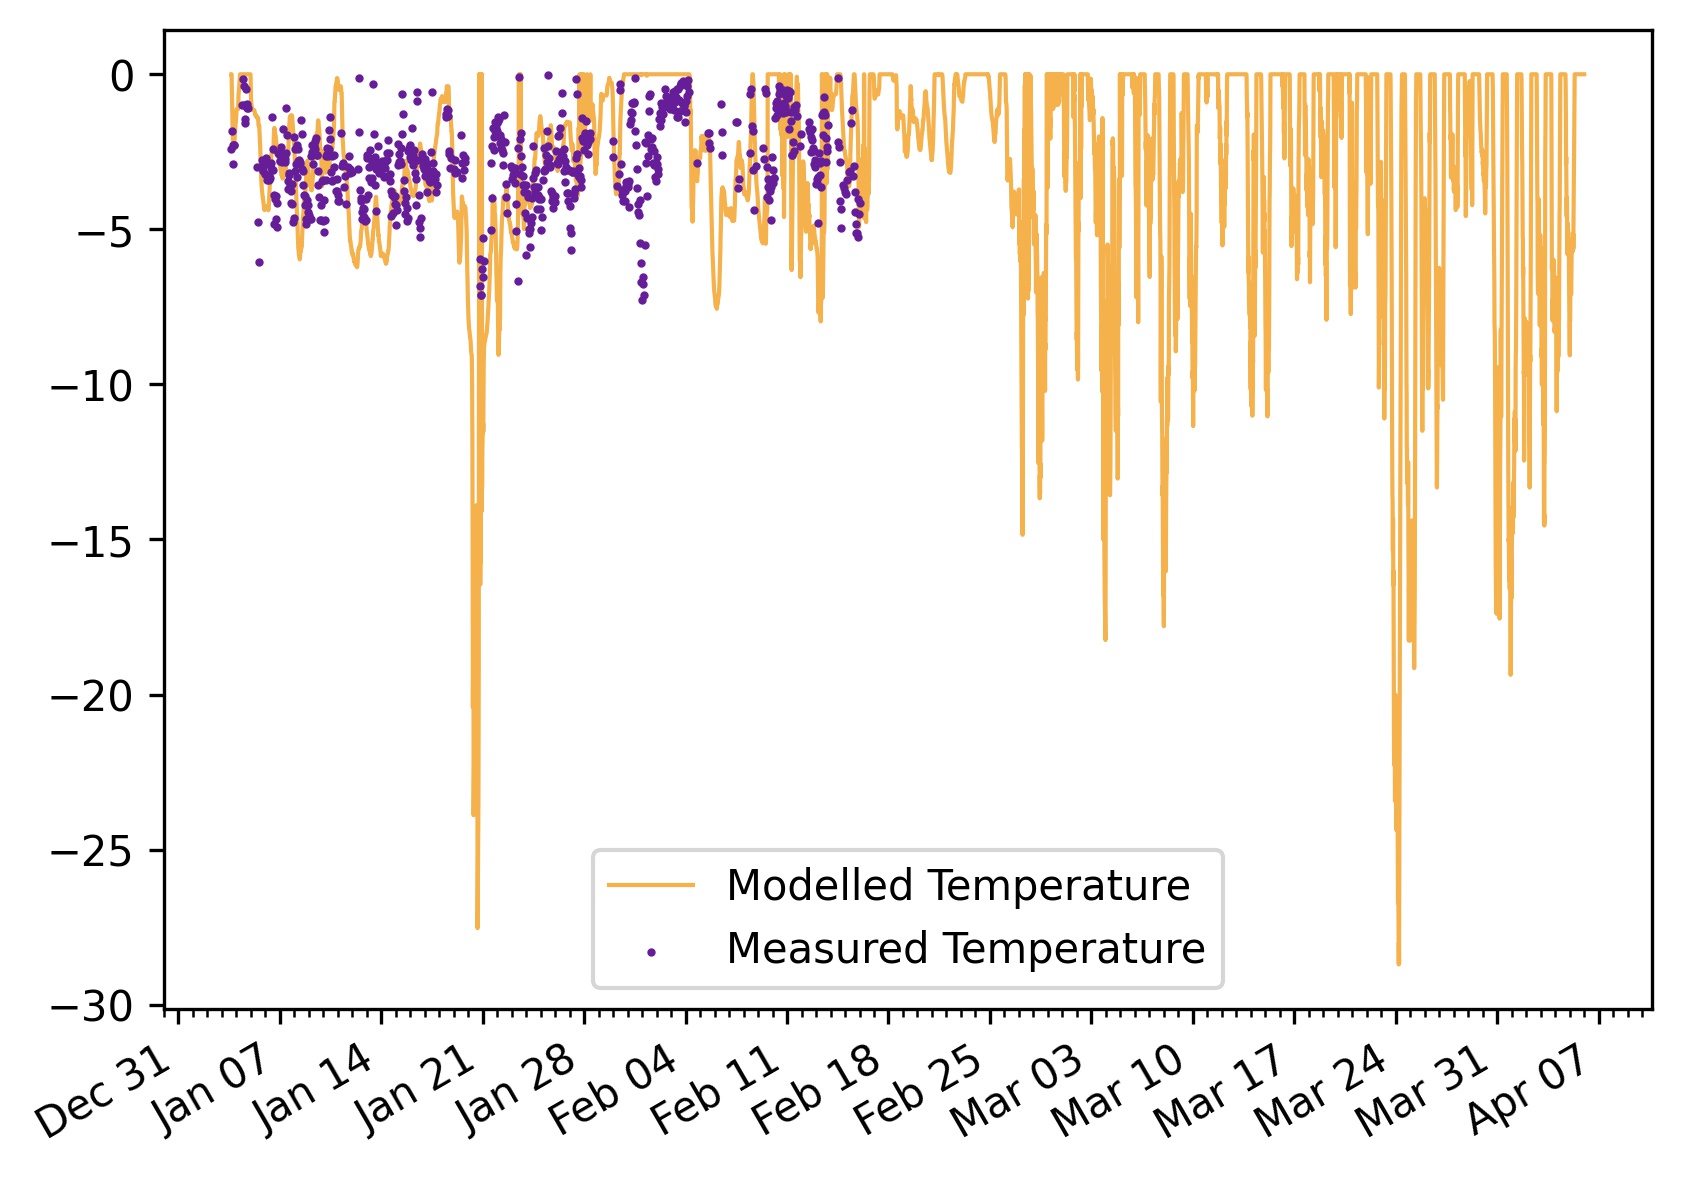 0
−5
−10
−15
−20
−25
−30
Modelled Temperature
Measured Temperature
Dec 31
Jan 07
Jan 14
Jan 21
Jan 28
Feb 04
Feb 11
Feb 18
Feb 25
Mar 03
Mar 10
Mar 17
Mar 24
Mar 31
Apr 07